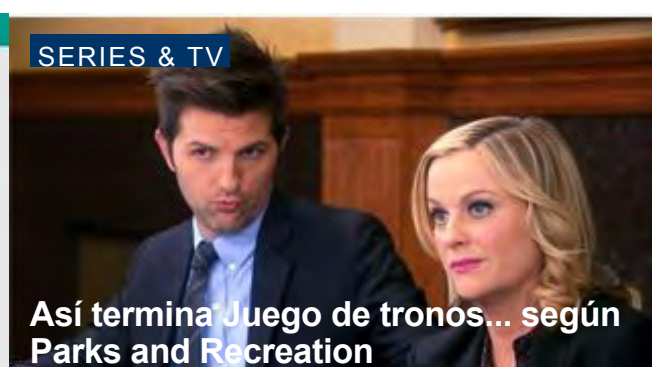 SERIES & TV
Así termina Juego de tronos... según
Parks and Recreation